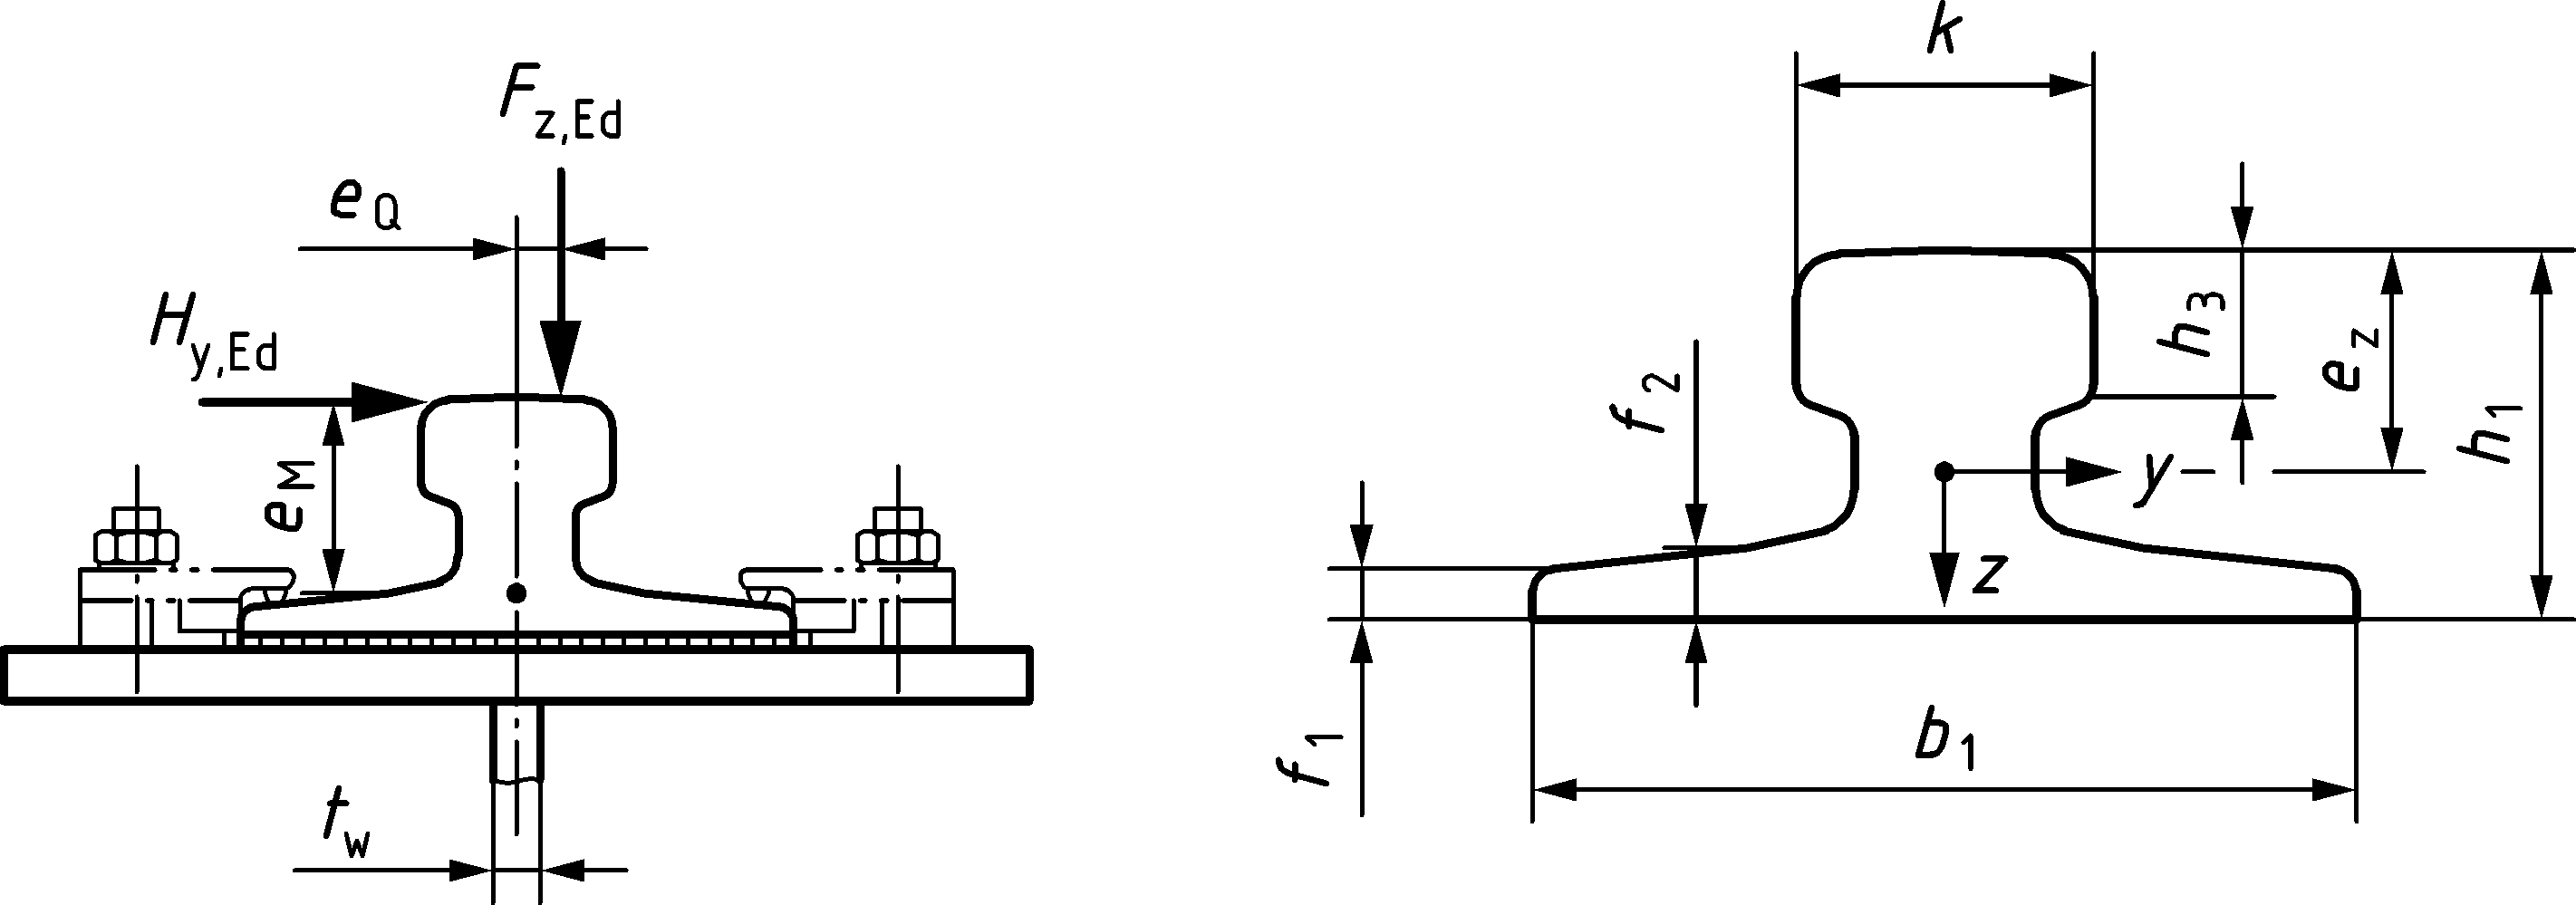 F z,Ed
e Q
H y,Ed
e M
t w
k
h 3
e z
h 1
f 2
y
z
f 1
b 1